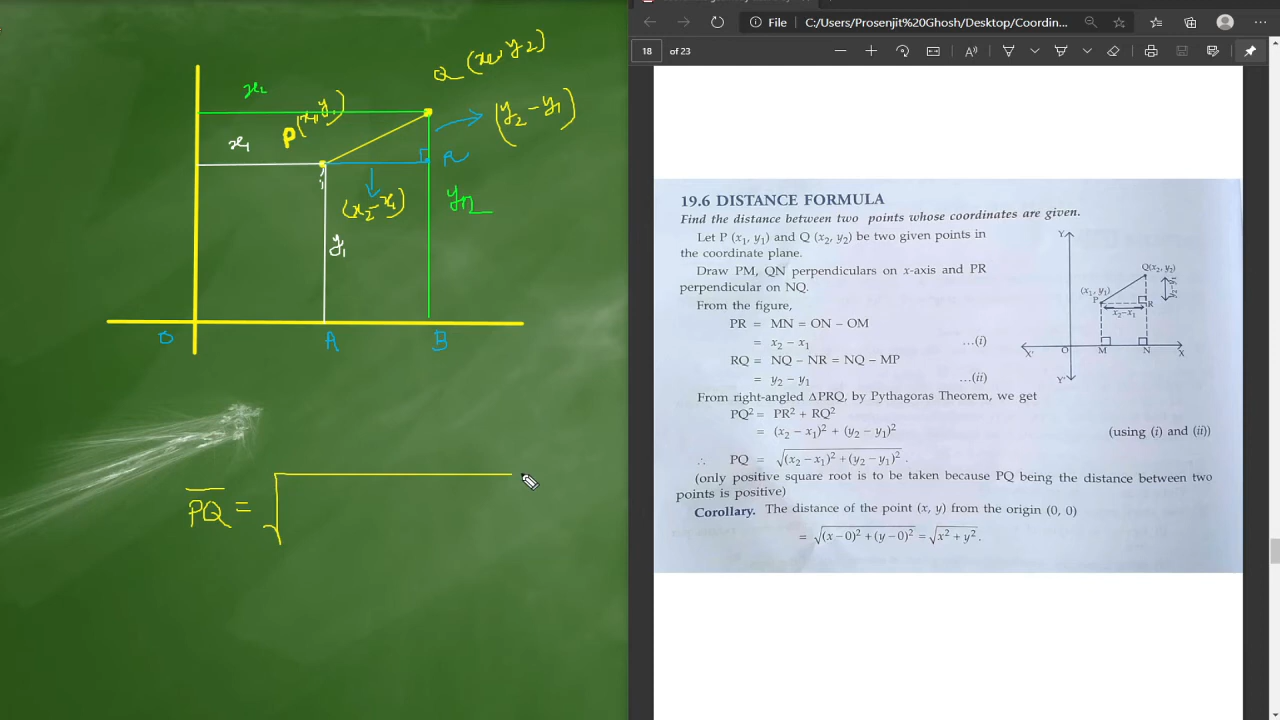 Q (x2, y2)
x2
P(x1, y1)
(y2 – y1)
x1
R
(x2 – x1)
y2
y1
O
A
B
PQ =
File
C:/Users/Prosenjit%20Ghosh/Desktop/Coordin...
18 of 23
19.6 DISTANCE FORMULA
Find the distance between two points whose coordinates are given.
Let P (x₁, y₁) and Q (x₂, y₂) be two given points in
the coordinate plane.
Draw PM, QN perpendiculars on x-axis and PR
perpendicular on NQ.
From the figure,
PR = MN = ON – OM
= x₂ – x₁ ...(i)
RQ = NQ – NR = NQ – MP
= y₂ – y₁ ...(ii)
Y
Q(x₂, y₂)
(x₁, y₁)
P
R
y₂–y₁
x₂–x₁
X'
O
M
N
X
Y'
From right-angled ΔPRQ, by Pythagoras Theorem, we get
PQ² = PR² + RQ²
= (x₂ – x₁)² + (y₂ – y₁)² (using (i) and (ii))
∴ PQ = √(x₂ – x₁)² + (y₂ – y₁)² .
(only positive square root is to be taken because PQ being the distance between two
points is positive)
Corollary. The distance of the point (x, y) from the origin (0, 0)
= √(x–0)² + (y–0)² = √x² + y² .